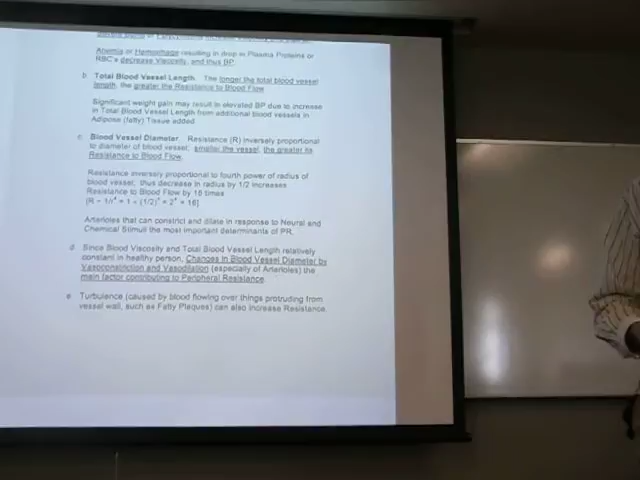 Anemia or Hemorrhage resulting in drop in Plasma Proteins or
RBC's decrease Viscosity, and thus BP.
b Total Blood Vessel Length. The longer the total blood vessel
length, the greater the Resistance to Blood Flow
Significant weight gain may result in elevated BP due to increase
in Total Blood Vessel Length from additional blood vessels in
Adipose (fatty) Tissue added
c Blood Vessel Diameter. Resistance (R) inversely proportional
to diameter of blood vessel, smaller the vessel, the greater its
Resistance to Blood Flow.
Resistance inversely proportional to fourth power of radius of
blood vessel, thus decrease in radius by 1/2 increases
Resistance to Blood Flow by 16 times
[R = 1/r⁴ = 1 ÷ (1/2)⁴ = 2⁴ = 16]
Arterioles that can constrict and dilate in response to Neural and
Chemical Stimuli the most important determinants of PR.
d Since Blood Viscosity and Total Blood Vessel Length relatively
constant in healthy person, Changes in Blood Vessel Diameter by
Vasoconstriction and Vasodilation (especially of Arterioles) the
main factor contributing to Peripheral Resistance.
e Turbulence (caused by blood flowing over things protruding from
vessel wall, such as Fatty Plaques) can also increase Resistance.